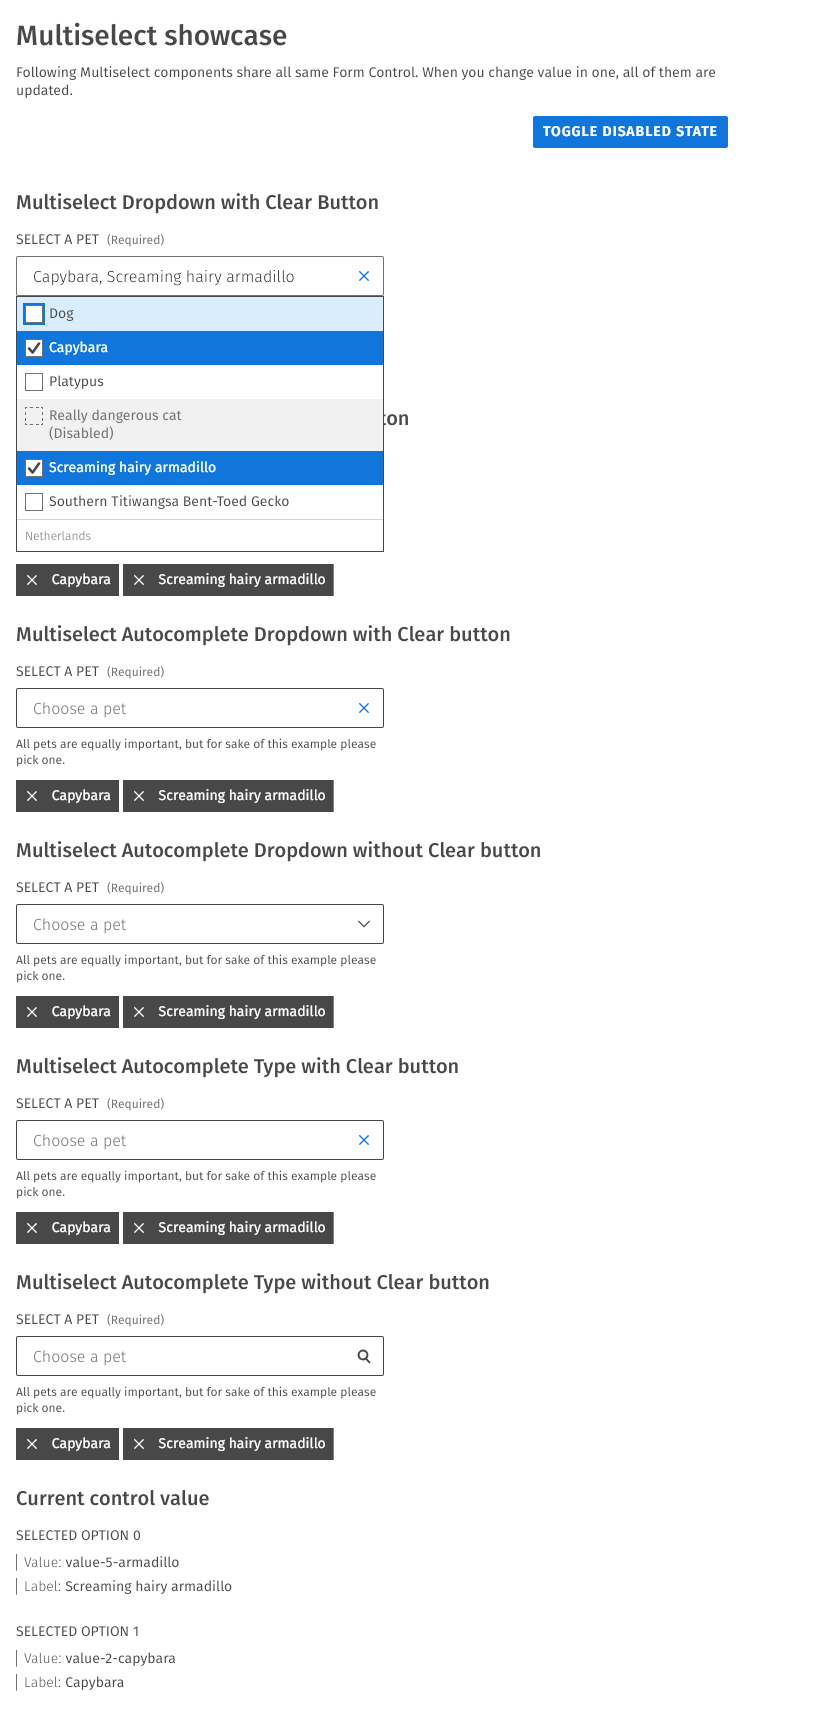 Multiselect showcase
Following Multiselect components share all same Form Control. When you change value in one, all of them are
updated.
TOGGLE DISABLED STATE
Multiselect Dropdown with Clear Button
SELECT A PET (Required)
Capybara, Screaming hairy armadillo
Dog
Capybara
Platypus
Really dangerous cat
(Disabled)
Screaming hairy armadillo
Southern Titiwangsa Bent-Toed Gecko
Netherlands
Capybara Screaming hairy armadillo
Multiselect Autocomplete Dropdown with Clear button
SELECT A PET (Required)
Choose a pet
All pets are equally important, but for sake of this example please
pick one.
Capybara Screaming hairy armadillo
Multiselect Autocomplete Dropdown without Clear button
SELECT A PET (Required)
Choose a pet
All pets are equally important, but for sake of this example please
pick one.
Capybara Screaming hairy armadillo
Multiselect Autocomplete Type with Clear button
SELECT A PET (Required)
Choose a pet
All pets are equally important, but for sake of this example please
pick one.
Capybara Screaming hairy armadillo
Multiselect Autocomplete Type without Clear button
SELECT A PET (Required)
Choose a pet
All pets are equally important, but for sake of this example please
pick one.
Capybara Screaming hairy armadillo
Current control value
SELECTED OPTION 0
Value: value-5-armadillo
Label: Screaming hairy armadillo
SELECTED OPTION 1
Value: value-2-capybara
Label: Capybara